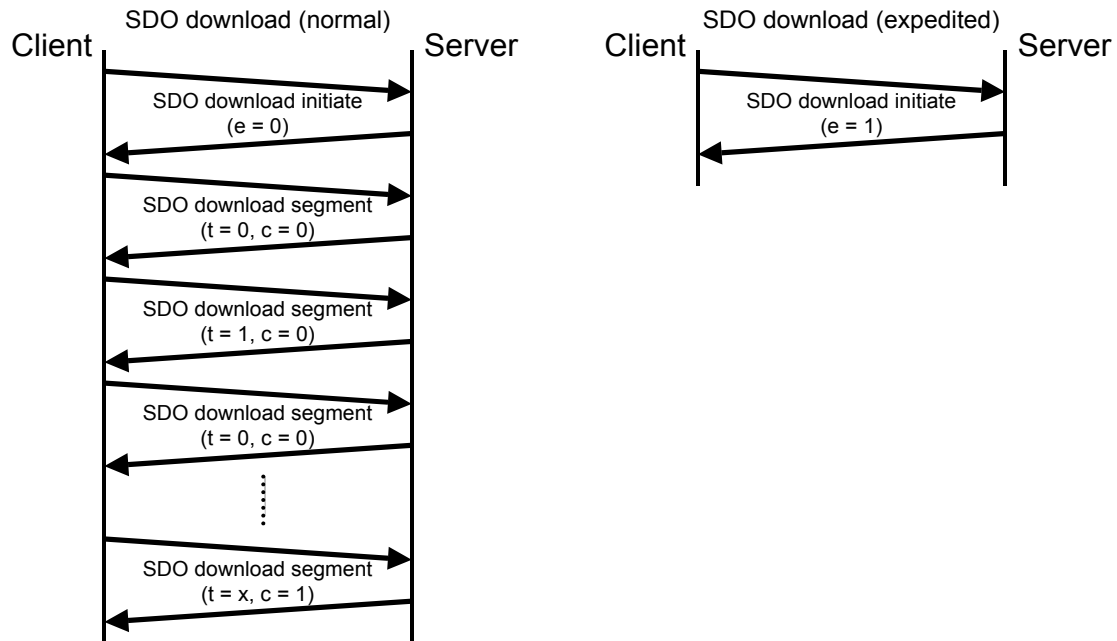 SDO download (normal)
Client
Server
SDO download initiate
(e = 0)
SDO download segment
(t = 0, c = 0)
SDO download segment
(t = 1, c = 0)
SDO download segment
(t = 0, c = 0)
SDO download segment
(t = x, c = 1)
SDO download (expedited)
Client
Server
SDO download initiate
(e = 1)